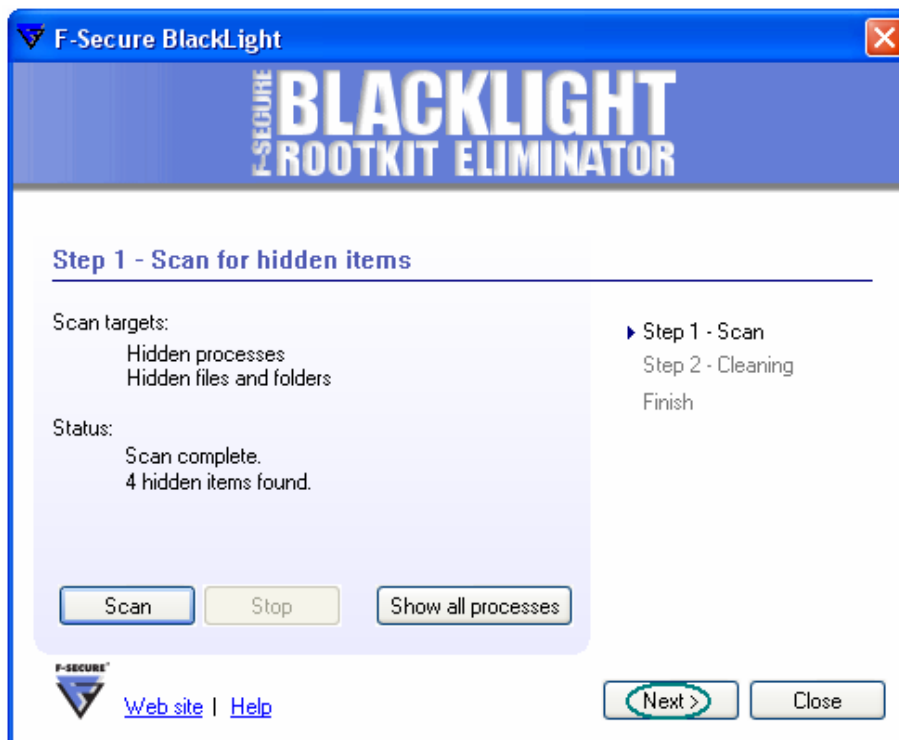 F-Secure BlackLight
F-SECURE
BLACKLIGHT
ROOTKIT ELIMINATOR
Step 1 - Scan for hidden items
Scan targets:
Hidden processes
Hidden files and folders
Status:
Scan complete.
4 hidden items found.
Step 1 - Scan
Step 2 - Cleaning
Finish
Scan
Stop
Show all processes
F-SECURE®
Web site | Help
Next >
Close